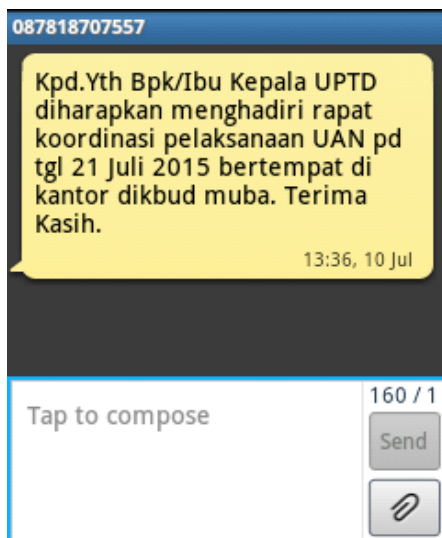 087818707557
Kpd.Yth Bpk/Ibu Kepala UPTD
diharapkan menghadiri rapat
koordinasi pelaksanaan UAN pd
tgl 21 Juli 2015 bertempat di
kantor dikbud muba. Terima
Kasih.
13:36, 10 Jul
160 / 1
Tap to compose
Send